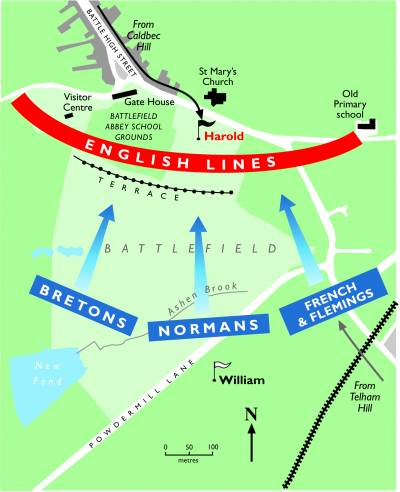 BATTLE HIGH STREET
From
Caldbec
Hill
St Mary's
Church
Visitor
Centre
Gate House
Old
Primary
school
BATTLEFIELD
ABBEY SCHOOL
GROUNDS
Harold
ENGLISH LINES
TERRACE
BATTLEFIELD
BRETONS
NORMANS
FRENCH
& FLEMINGS
Ashen Brook
New
Pond
POWDERMILL LANE
William
From
Telham
Hill
N
0 50 100
metres